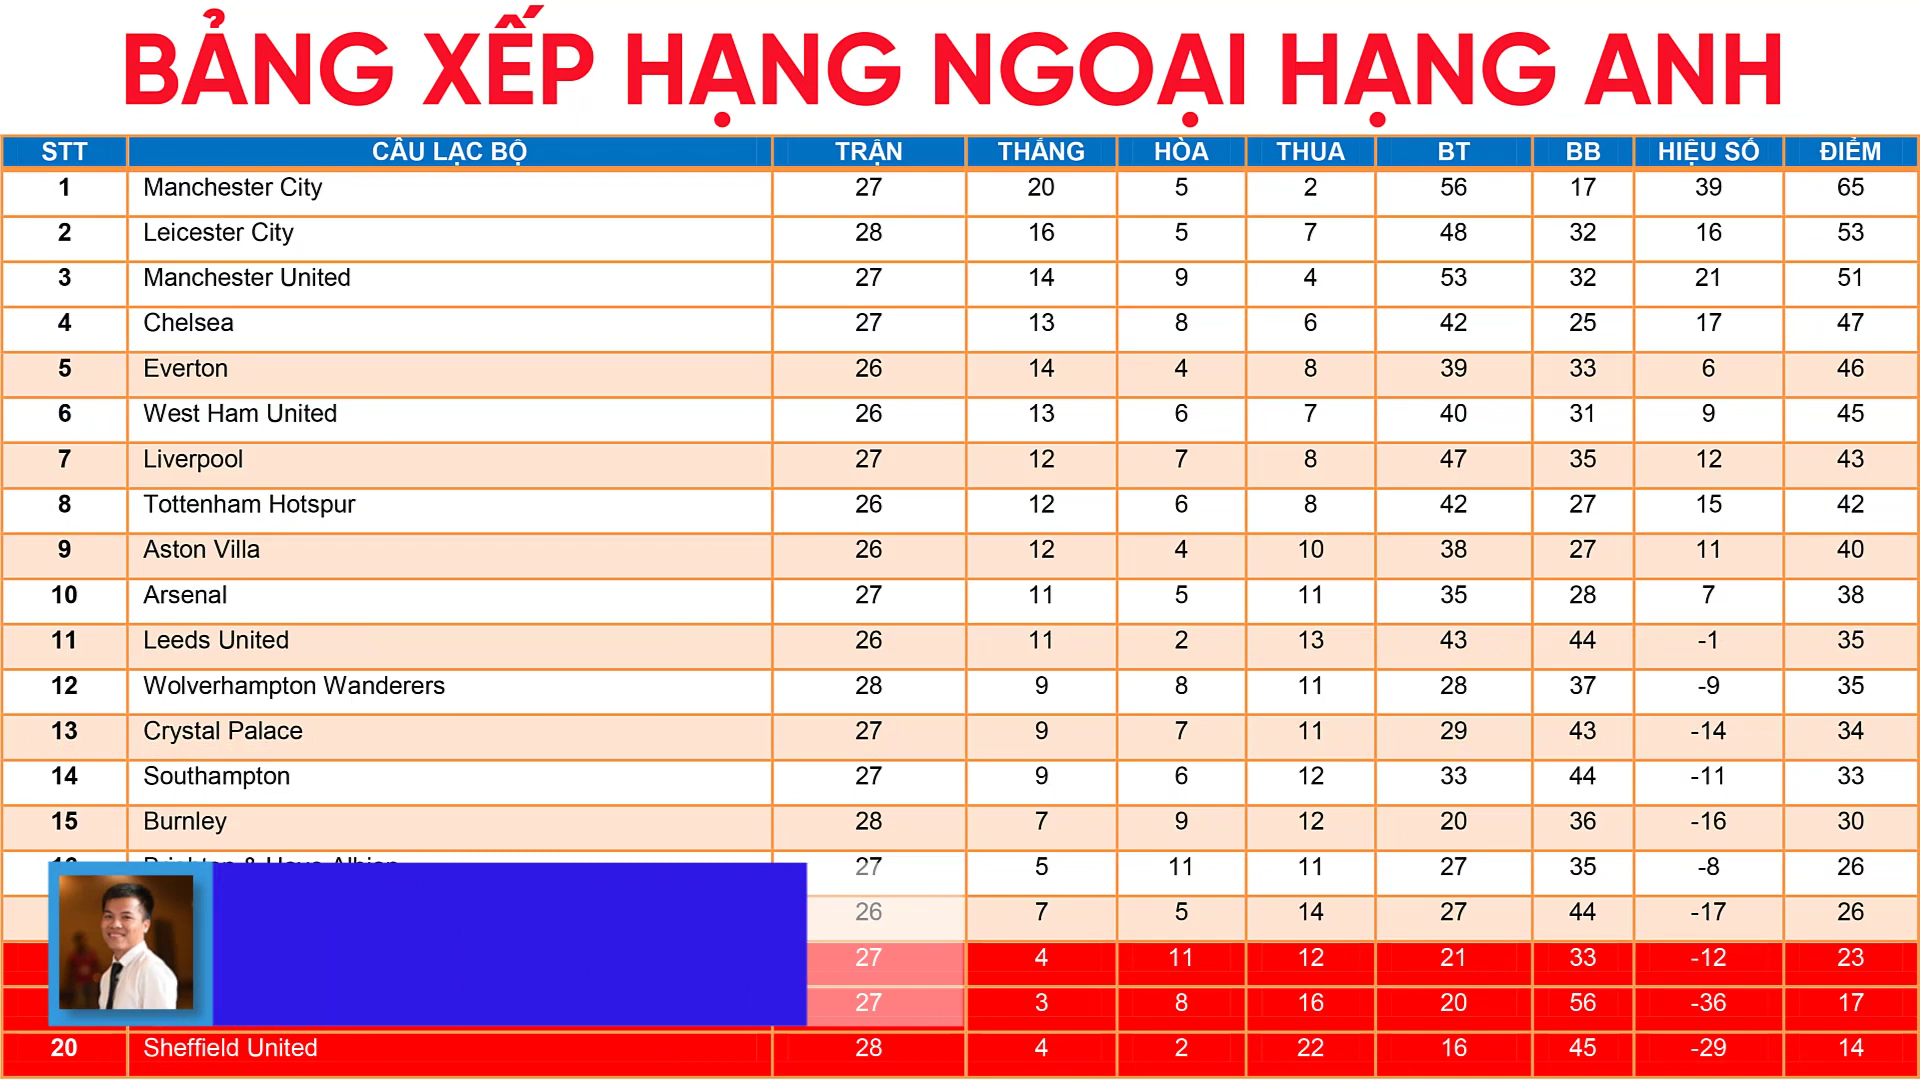 BẢNG XẾP HẠNG NGOẠI HẠNG ANH
STT CÂU LẠC BỘ TRẬN THẮNG HÒA THUA BT BB HIỆU SỐ ĐIỂM
1 Manchester City 27 20 5 2 56 17 39 65
2 Leicester City 28 16 5 7 48 32 16 53
3 Manchester United 27 14 9 4 53 32 21 51
4 Chelsea 27 13 8 6 42 25 17 47
5 Everton 26 14 4 8 39 33 6 46
6 West Ham United 26 13 6 7 40 31 9 45
7 Liverpool 27 12 7 8 47 35 12 43
8 Tottenham Hotspur 26 12 6 8 42 27 15 42
9 Aston Villa 26 12 4 10 38 27 11 40
10 Arsenal 27 11 5 11 35 28 7 38
11 Leeds United 26 11 2 13 43 44 -1 35
12 Wolverhampton Wanderers 28 9 8 11 28 37 -9 35
13 Crystal Palace 27 9 7 11 29 43 -14 34
14 Southampton 27 9 6 12 33 44 -11 33
15 Burnley 28 7 9 12 20 36 -16 30
27 5 11 11 27 35 -8 26
26 7 5 14 27 44 -17 26
27 4 11 12 21 33 -12 23
27 3 8 16 20 56 -36 17
20 Sheffield United 28 4 2 22 16 45 -29 14